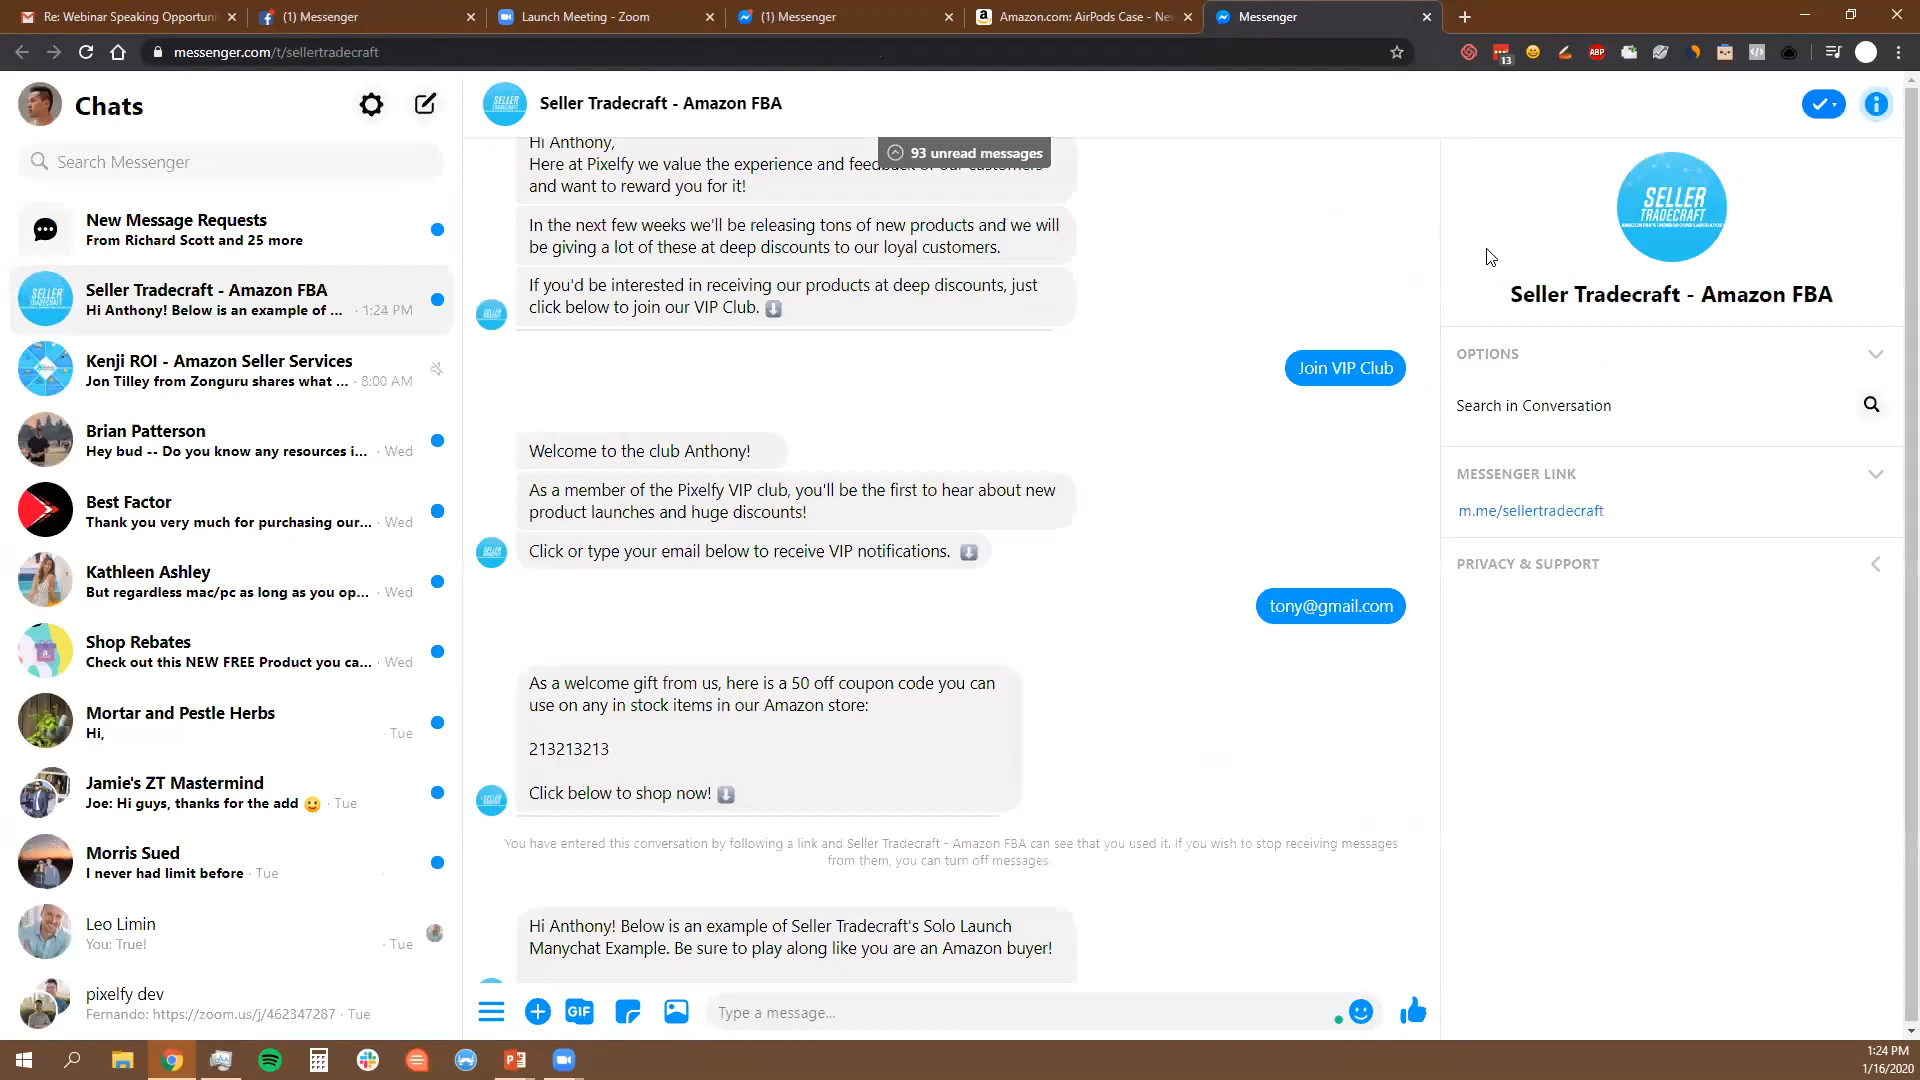 Re: Webinar Speaking Opportun
(1) Messenger
Launch Meeting - Zoom
(1) Messenger
Amazon.com: AirPods Case - Ne
Messenger
messenger.com/t/sellertradecraft
13
ABP
Chats
Search Messenger
New Message Requests
From Richard Scott and 25 more
Seller Tradecraft - Amazon FBA
Hi Anthony! Below is an example of ... · 1:24 PM
Kenji ROI - Amazon Seller Services
Jon Tilley from Zonguru shares what ... · 8:00 AM
Brian Patterson
Hey bud -- Do you know any resources i... · Wed
Best Factor
Thank you very much for purchasing our... · Wed
Kathleen Ashley
But regardless mac/pc as long as you op... · Wed
Shop Rebates
Check out this NEW FREE Product you ca... · Wed
Mortar and Pestle Herbs
Hi, · Tue
Jamie's ZT Mastermind
Joe: Hi guys, thanks for the add 🙂 · Tue
Morris Sued
I never had limit before · Tue
Leo Limin
You: True! · Tue
pixelfy dev
Fernando: https://zoom.us/j/462347287 · Tue
Seller Tradecraft - Amazon FBA
93 unread messages
Hi Anthony,
Here at Pixelfy we value the experience and feedback of our customers
and want to reward you for it!
In the next few weeks we'll be releasing tons of new products and we will
be giving a lot of these at deep discounts to our loyal customers.
If you'd be interested in receiving our products at deep discounts, just
click below to join our VIP Club. ⬇️
Join VIP Club
Welcome to the club Anthony!
As a member of the Pixelfy VIP club, you'll be the first to hear about new
product launches and huge discounts!
Click or type your email below to receive VIP notifications. ⬇️
tony@gmail.com
As a welcome gift from us, here is a 50 off coupon code you can
use on any in stock items in our Amazon store:
213213213
Click below to shop now! ⬇️
You have entered this conversation by following a link and Seller Tradecraft - Amazon FBA can see that you used it. If you wish to stop receiving messages
from them, you can turn off messages.
Hi Anthony! Below is an example of Seller Tradecraft's Solo Launch
Manychat Example. Be sure to play along like you are an Amazon buyer!
GIF
Type a message...
SELLER
TRADECRAFT
AMAZON FBA'S UNDERGROUND LABORATORY
Seller Tradecraft - Amazon FBA
OPTIONS
Search in Conversation
MESSENGER LINK
m.me/sellertradecraft
PRIVACY & SUPPORT
1:24 PM
1/16/2020